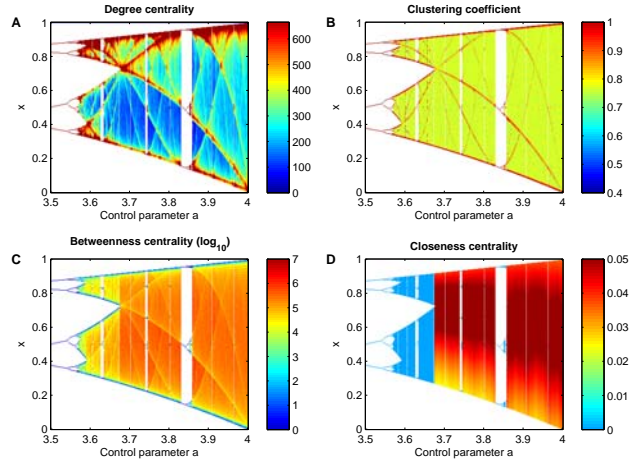 Degree centrality
A
1
0.8
0.6
0.4
0.2
0
x
3.5 3.6 3.7 3.8 3.9 4
Control parameter a
600
500
400
300
200
100
0
Clustering coefficient
B
1
0.8
0.6
0.4
0.2
0
x
3.5 3.6 3.7 3.8 3.9 4
Control parameter a
1
0.9
0.8
0.7
0.6
0.5
0.4
Betweenness centrality (log10)
C
1
0.8
0.6
0.4
0.2
0
x
3.5 3.6 3.7 3.8 3.9 4
Control parameter a
7
6
5
4
3
2
1
0
Closeness centrality
D
1
0.8
0.6
0.4
0.2
0
x
3.5 3.6 3.7 3.8 3.9 4
Control parameter a
0.05
0.04
0.03
0.02
0.01
0